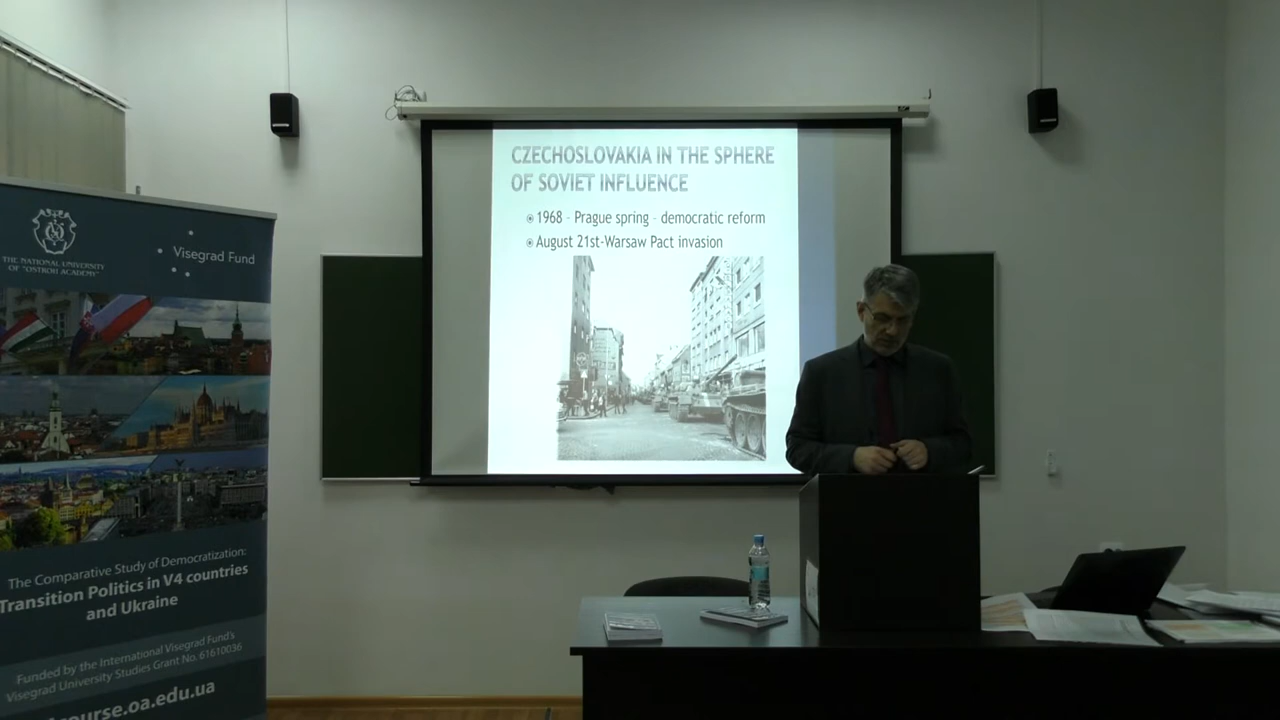 CZECHOSLOVAKIA IN THE SPHERE
OF SOVIET INFLUENCE
1968 - Prague spring - democratic reform
August 21st-Warsaw Pact invasion
THE NATIONAL UNIVERSITY
OF "OSTROH ACADEMY"
Visegrad Fund
The Comparative Study of Democratization:
Transition Politics in V4 countries
and Ukraine
Funded by the International Visegrad Fund's
Visegrad University Studies Grant No. 61610036
course.oa.edu.ua